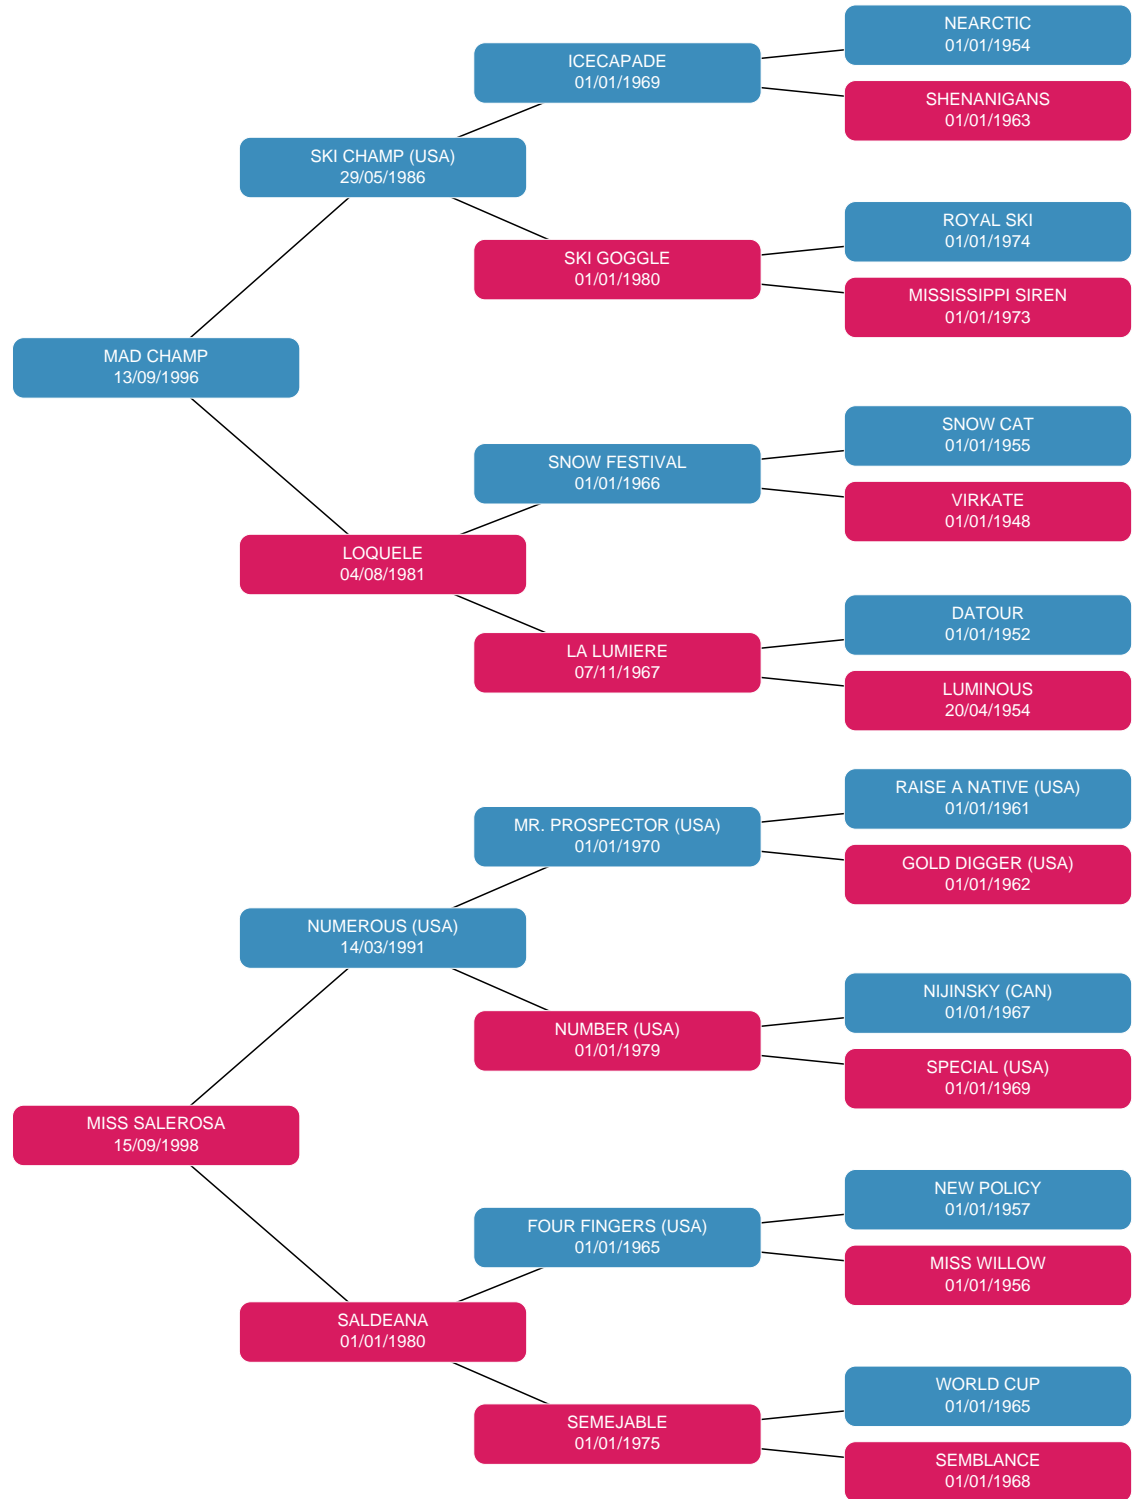 NEARCTIC
01/01/1954
ICECAPADE
01/01/1969
SHENANIGANS
01/01/1963
SKI CHAMP (USA)
29/05/1986
ROYAL SKI
01/01/1974
SKI GOGGLE
01/01/1980
MISSISSIPPI SIREN
01/01/1973
MAD CHAMP
13/09/1996
SNOW CAT
01/01/1955
SNOW FESTIVAL
01/01/1966
VIRKATE
01/01/1948
LOQUELE
04/08/1981
DATOUR
01/01/1952
LA LUMIERE
07/11/1967
LUMINOUS
20/04/1954
RAISE A NATIVE (USA)
01/01/1961
MR. PROSPECTOR (USA)
01/01/1970
GOLD DIGGER (USA)
01/01/1962
NUMEROUS (USA)
14/03/1991
NIJINSKY (CAN)
01/01/1967
NUMBER (USA)
01/01/1979
SPECIAL (USA)
01/01/1969
MISS SALEROSA
15/09/1998
NEW POLICY
01/01/1957
FOUR FINGERS (USA)
01/01/1965
MISS WILLOW
01/01/1956
SALDEANA
01/01/1980
WORLD CUP
01/01/1965
SEMEJABLE
01/01/1975
SEMBLANCE
01/01/1968